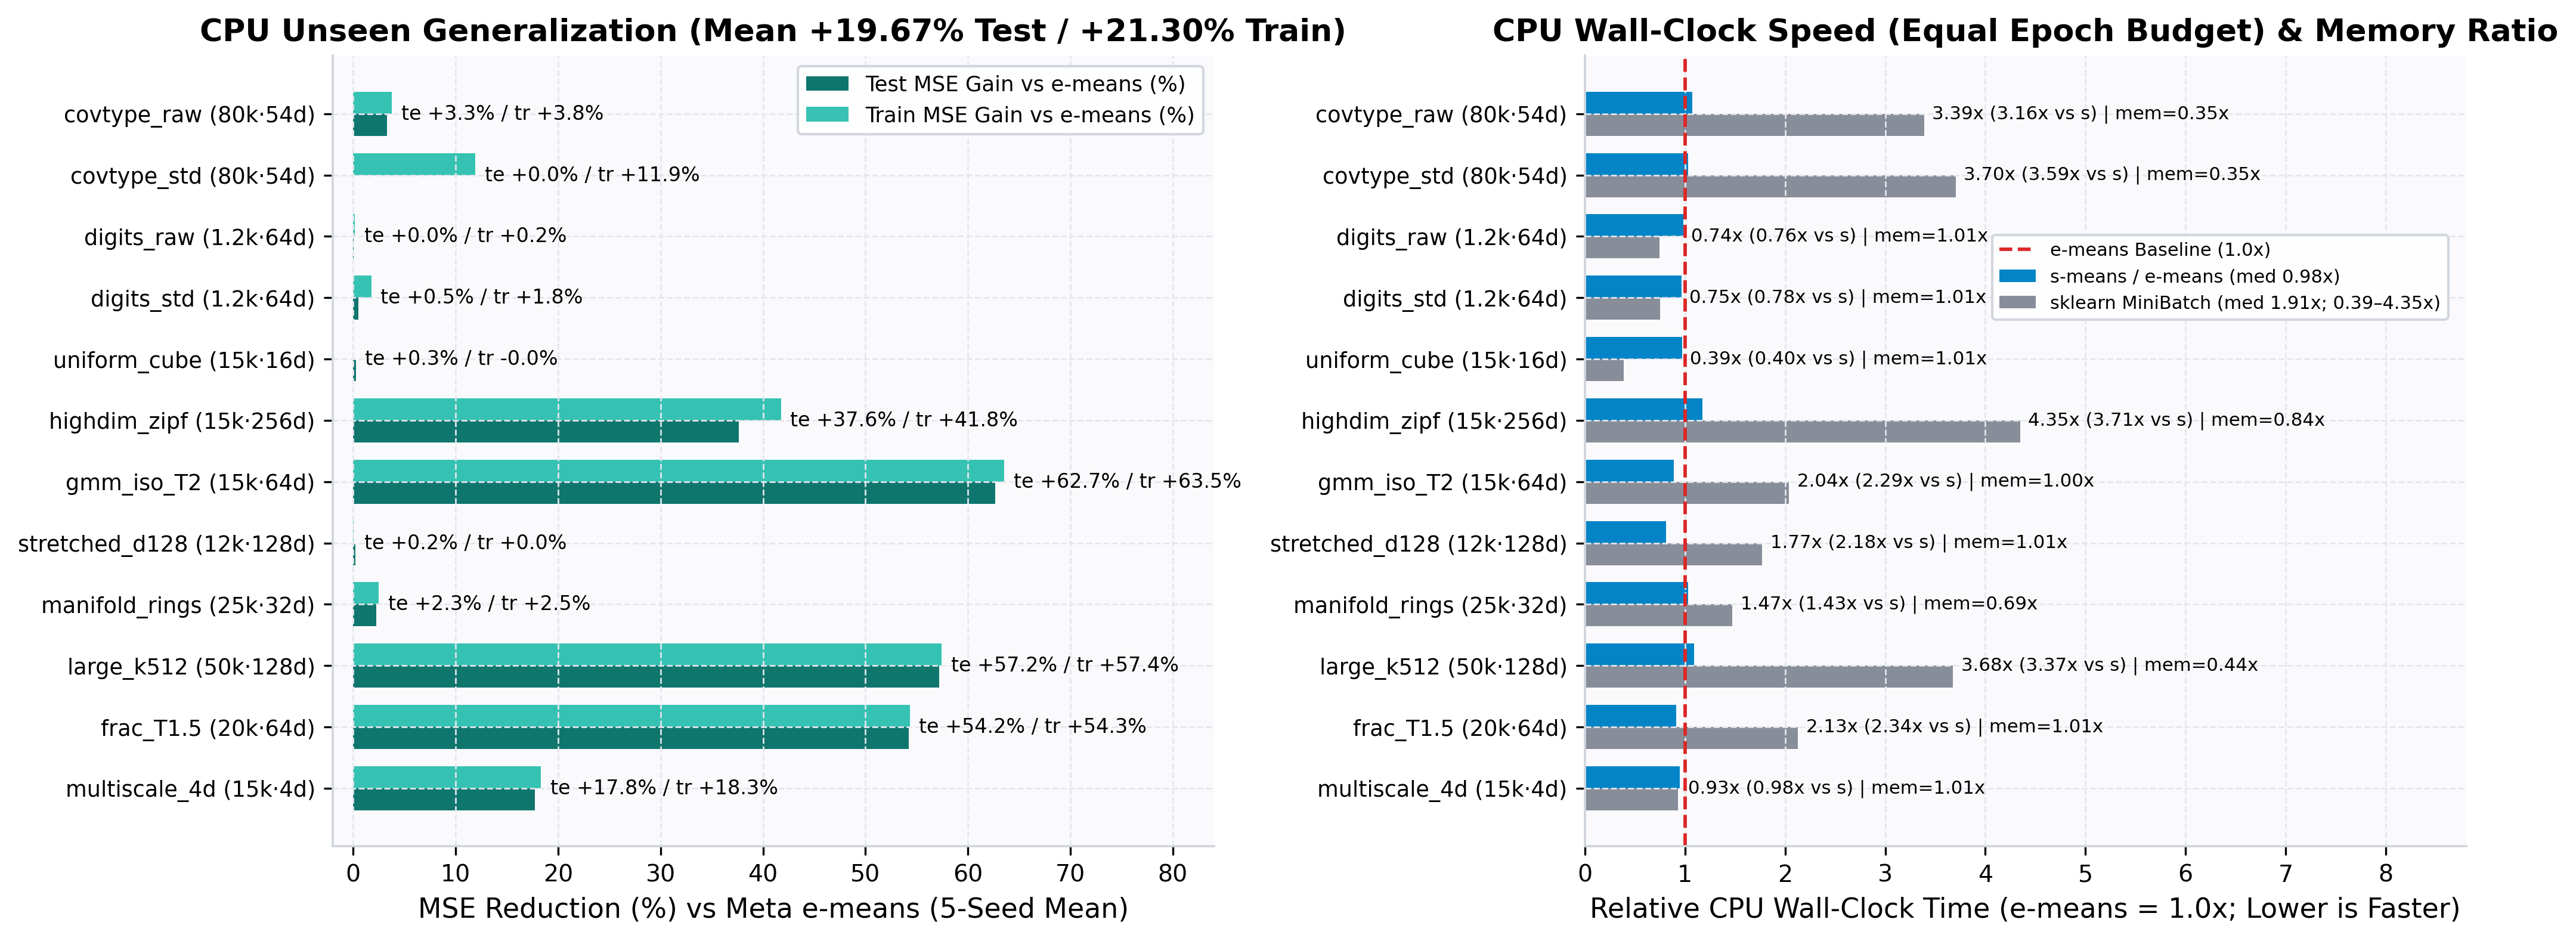 CPU Unseen Generalization (Mean +19.67% Test / +21.30% Train)
Test MSE Gain vs e-means (%)
Train MSE Gain vs e-means (%)
covtype_raw (80k·54d)
te +3.3% / tr +3.8%
covtype_std (80k·54d)
te +0.0% / tr +11.9%
digits_raw (1.2k·64d)
te +0.0% / tr +0.2%
digits_std (1.2k·64d)
te +0.5% / tr +1.8%
uniform_cube (15k·16d)
te +0.3% / tr -0.0%
highdim_zipf (15k·256d)
te +37.6% / tr +41.8%
gmm_iso_T2 (15k·64d)
te +62.7% / tr +63.5%
stretched_d128 (12k·128d)
te +0.2% / tr +0.0%
manifold_rings (25k·32d)
te +2.3% / tr +2.5%
large_k512 (50k·128d)
te +57.2% / tr +57.4%
frac_T1.5 (20k·64d)
te +54.2% / tr +54.3%
multiscale_4d (15k·4d)
te +17.8% / tr +18.3%
0 10 20 30 40 50 60 70 80
MSE Reduction (%) vs Meta e-means (5-Seed Mean)
CPU Wall-Clock Speed (Equal Epoch Budget) & Memory Ratio
covtype_raw (80k·54d)
3.39x (3.16x vs s) | mem=0.35x
covtype_std (80k·54d)
3.70x (3.59x vs s) | mem=0.35x
digits_raw (1.2k·64d)
0.74x (0.76x vs s) | mem=1.01x
e-means Baseline (1.0x)
s-means / e-means (med 0.98x)
sklearn MiniBatch (med 1.91x; 0.39–4.35x)
digits_std (1.2k·64d)
0.75x (0.78x vs s) | mem=1.01x
uniform_cube (15k·16d)
0.39x (0.40x vs s) | mem=1.01x
highdim_zipf (15k·256d)
4.35x (3.71x vs s) | mem=0.84x
gmm_iso_T2 (15k·64d)
2.04x (2.29x vs s) | mem=1.00x
stretched_d128 (12k·128d)
1.77x (2.18x vs s) | mem=1.01x
manifold_rings (25k·32d)
1.47x (1.43x vs s) | mem=0.69x
large_k512 (50k·128d)
3.68x (3.37x vs s) | mem=0.44x
frac_T1.5 (20k·64d)
2.13x (2.34x vs s) | mem=1.01x
multiscale_4d (15k·4d)
0.93x (0.98x vs s) | mem=1.01x
0 1 2 3 4 5 6 7 8
Relative CPU Wall-Clock Time (e-means = 1.0x; Lower is Faster)